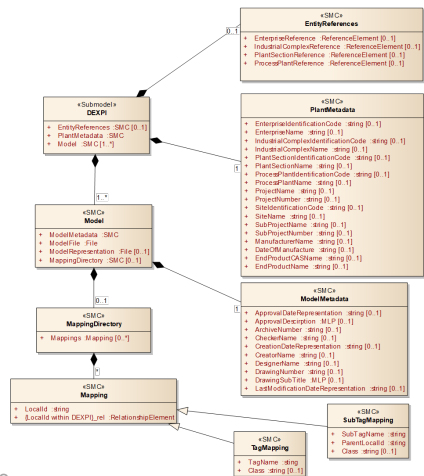 «SMC»
EntityReferences
+ EnterpriseReference :ReferenceElement [0..1]
+ IndustrialComplexReference :ReferenceElement [0..1]
+ PlantSectionReference :ReferenceElement [0..1]
+ ProcessPlantReference :ReferenceElement [0..1]
0..1
«Submodel»
DEXPI
+ EntityReferences :SMC [0..1]
+ PlantMetadata :SMC
+ Model :SMC [1..*]
«SMC»
PlantMetadata
+ EnterpriseIdentificationCode :string [0..1]
+ EnterpriseName :string [0..1]
+ IndustrialComplexIdentificationCode :string [0..1]
+ IndustrialComplexName :string [0..1]
+ PlantSectionIdentificationCode :string [0..1]
+ PlantSectionName :string [0..1]
+ ProcessPlantIdentificationCode :string [0..1]
+ ProcessPlantName :string [0..1]
+ ProjectName :string [0..1]
+ ProjectNumber :string [0..1]
+ SiteIdentificationCode :string [0..1]
+ SiteName :string [0..1]
+ SubProjectName :string [0..1]
+ SubProjectNumber :string [0..1]
+ ManufacturerName :string [0..1]
+ DateOfManufacture :string [0..1]
+ EndProductCASName :string [0..1]
+ EndProductName :string [0..1]
1
1..*
«SMC»
Model
+ ModelMetadata :SMC
+ ModelFile :File
+ ModelRepresentation :File [0..1]
+ MappingDirectory :SMC [0..1]
0..1
1
«SMC»
ModelMetadata
+ ApprovalDateRepresentation :string [0..1]
+ ApprovalDescirption :MLP [0..1]
+ ArchiveNumber :string [0..1]
+ CheckerName :string [0..1]
+ CreationDateRepresentation :string [0..1]
+ CreatorName :string [0..1]
+ DesignerName :string [0..1]
+ DrawingNumber :string [0..1]
+ DrawingSubTitle :MLP [0..1]
+ LastModificationDateRepresentation :string [0..1]
«SMC»
MappingDirectory
+ Mappings :Mapping [0..*]
*
«SMC»
Mapping
+ LocalId :string
+ {LocalId within DEXPI}_rel :RelationshipElement
«SMC»
SubTagMapping
+ SubTagName :string
+ ParentLocalId :string
+ Class :string [0..1]
«SMC»
TagMapping
+ TagName :string
+ Class :string [0..1]